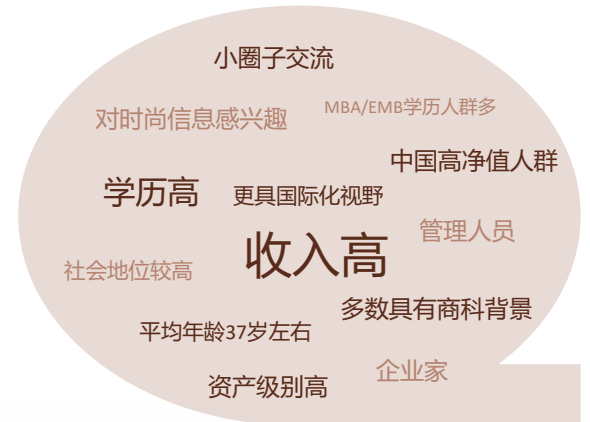 小圈子交流
对时尚信息感兴趣
MBA/EMB学历人群多
中国高净值人群
学历高
更具国际化视野
收入高
管理人员
社会地位较高
多数具有商科背景
平均年龄37岁左右
企业家
资产级别高